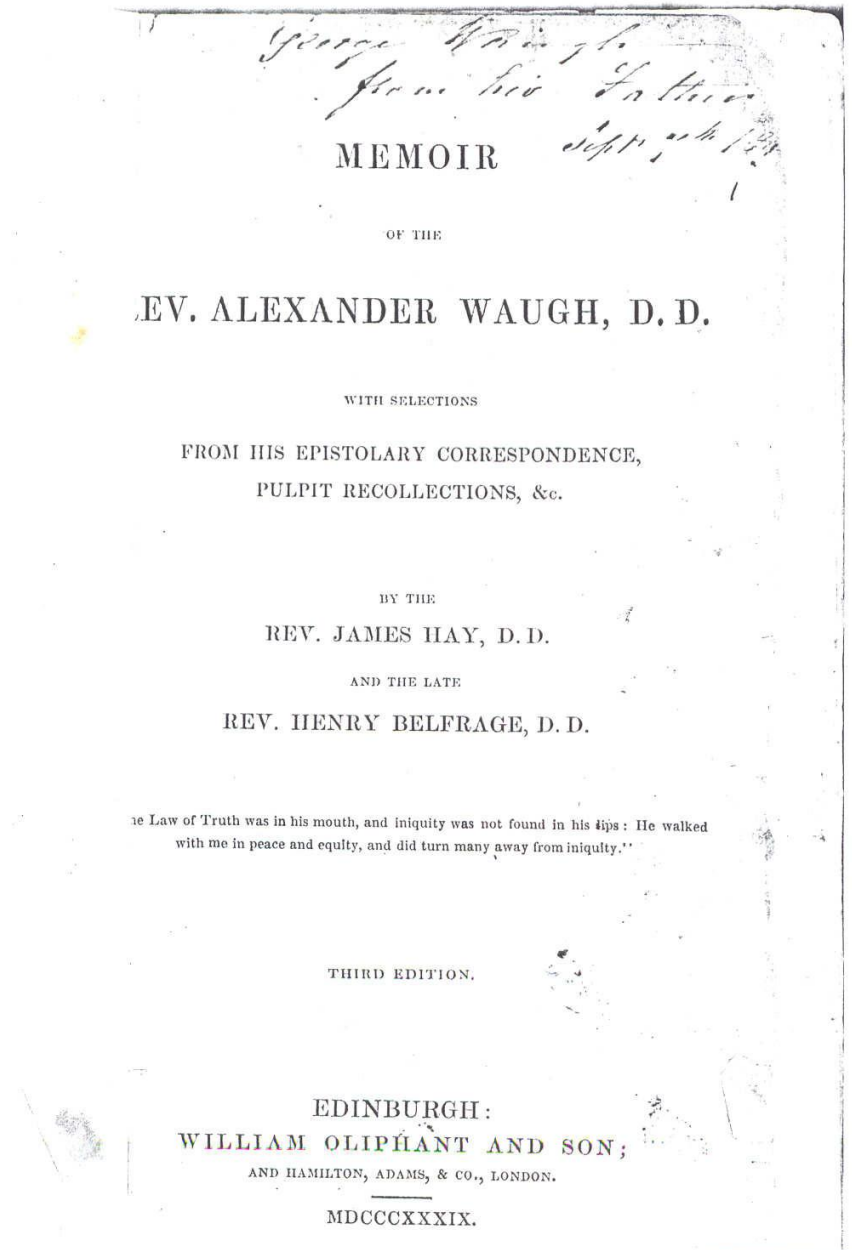 George Waugh
from his Father
Sept
MEMOIR
OF THE
EV. ALEXANDER WAUGH, D. D.
WITH SELECTIONS
FROM HIS EPISTOLARY CORRESPONDENCE,
PULPIT RECOLLECTIONS, &c.
BY THE
REV. JAMES HAY, D. D.
AND THE LATE
REV. HENRY BELFRAGE, D. D.
e Law of Truth was in his mouth, and iniquity was not found in his lips: He walked
with me in peace and equity, and did turn many away from iniquity."
THIRD EDITION.
EDINBURGH:
WILLIAM OLIPHANT AND SON;
AND HAMILTON, ADAMS, & CO., LONDON.
MDCCCXXXIX.